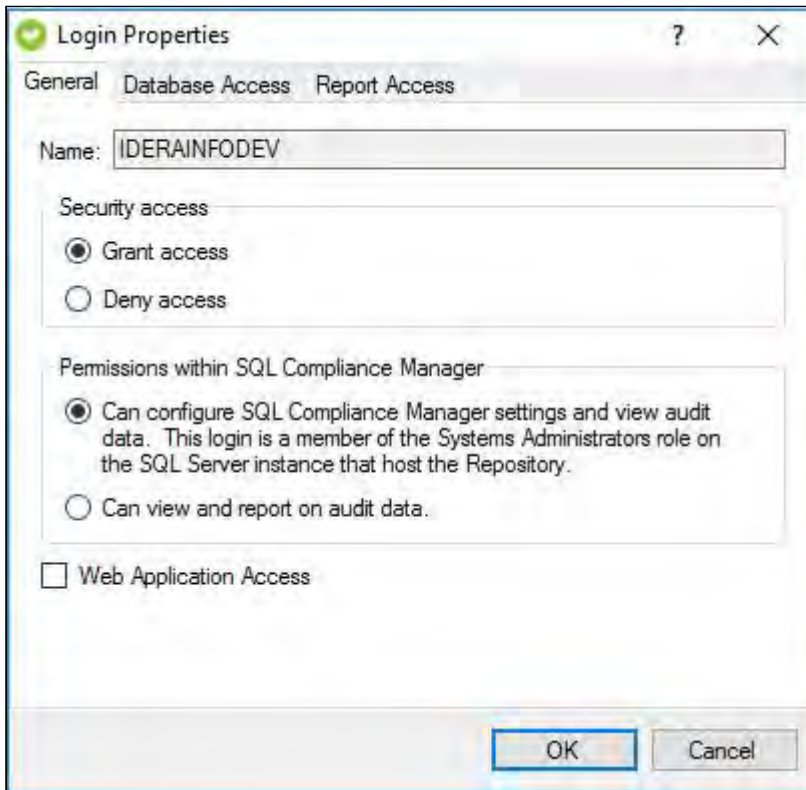 Login Properties
?
General Database Access Report Access
Name: IDERAINFODEV
Security access
Grant access
Deny access
Permissions within SQL Compliance Manager
Can configure SQL Compliance Manager settings and view audit
data. This login is a member of the Systems Administrators role on
the SQL Server instance that host the Repository.
Can view and report on audit data.
Web Application Access
OK Cancel